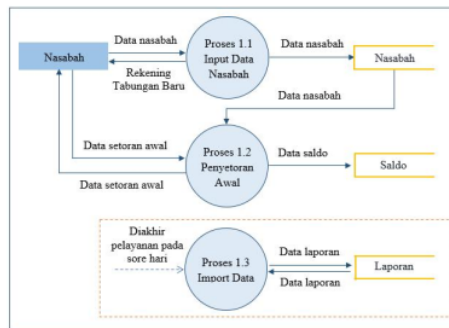 Nasabah
Data nasabah
Rekening
Tabungan Baru
Proses 1.1
Input Data
Nasabah
Data nasabah
Nasabah
Data nasabah
Data setoran awal
Data setoran awal
Proses 1.2
Penyetoran
Awal
Data saldo
Saldo
Diakhir
pelayanan pada
sore hari
Proses 1.3
Import Data
Data laporan
Data laporan
Laporan